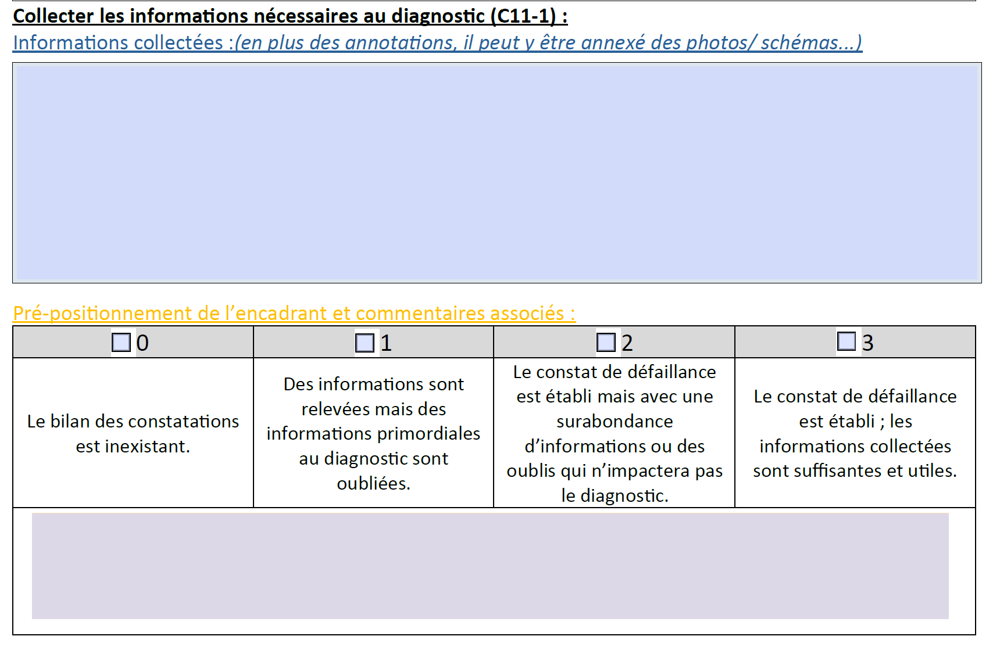 Collecter les informations nécessaires au diagnostic (C11-1) :
Informations collectées :(en plus des annotations, il peut y être annexé des photos/ schémas...)
Pré-positionnement de l’encadrant et commentaires associés :
0
1
2
3
Le bilan des constatations
est inexistant.
Des informations sont
relevées mais des
informations primordiales
au diagnostic sont
oubliées.
Le constat de défaillance
est établi mais avec une
surabondance
d’informations ou des
oublis qui n’impactera pas
le diagnostic.
Le constat de défaillance
est établi ; les
informations collectées
sont suffisantes et utiles.